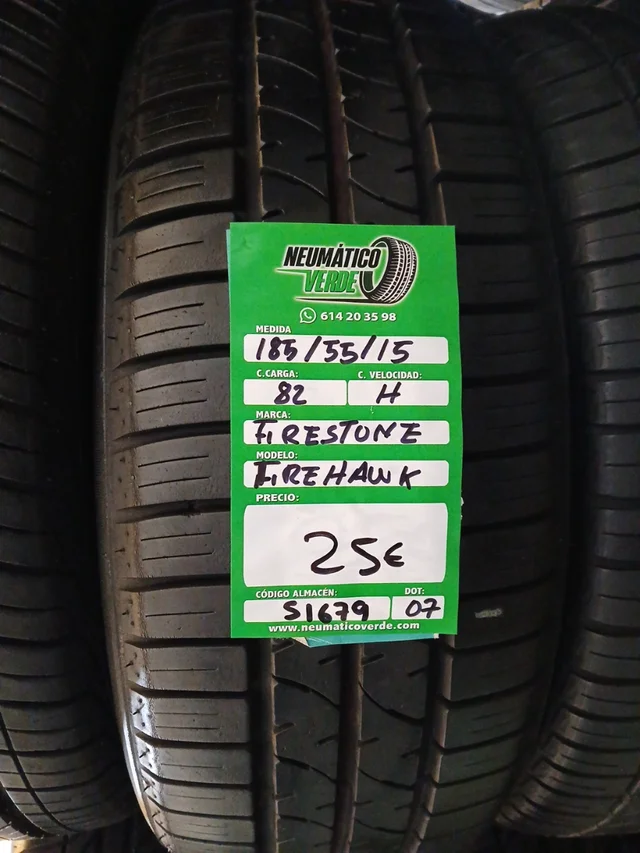 NEUMÁTICO
VERDE
614 20 35 98
MEDIDA
185/55/15
C.CARGA: C. VELOCIDAD:
82 H
MARCA:
FIRESTONE
MODELO:
FIREHAWK
PRECIO:
25€
CÓDIGO ALMACÉN: DOT:
S1679 07
www.neumaticoverde.com